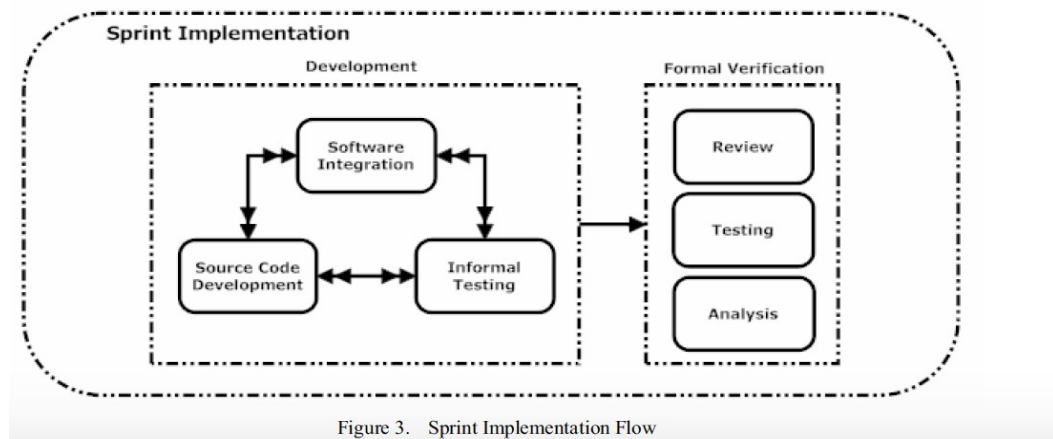 Sprint Implementation
Development
Formal Verification
Software
Integration
Source Code
Development
Informal
Testing
Review
Testing
Analysis
Figure 3. Sprint Implementation Flow